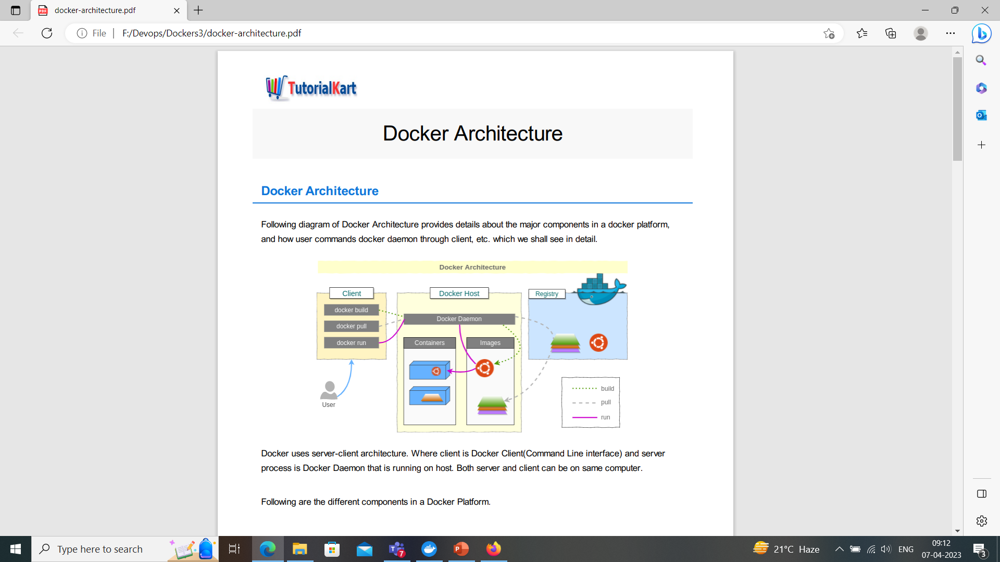 docker-architecture.pdf
File
F:/Devops/Dockers3/docker-architecture.pdf
TutorialKart
Docker Architecture
Docker Architecture
Following diagram of Docker Architecture provides details about the major components in a docker platform,
and how user commands docker daemon through client, etc. which we shall see in detail.
Docker Architecture
Client
docker build
docker pull
docker run
User
Docker Host
Docker Daemon
Containers
Images
Registry
build
pull
run
Docker uses server-client architecture. Where client is Docker Client(Command Line interface) and server
process is Docker Daemon that is running on host. Both server and client can be on same computer.
Following are the different components in a Docker Platform.
Type here to search
7
21°C Haze
ENG
09:12
07-04-2023
3